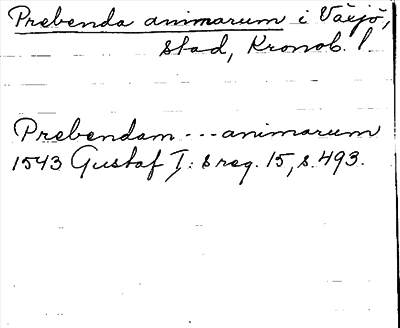 Prebenda animarum i Växjö,
stad, Kronob. l.
Prebendam --- animarum
1543 Gustaf I:s reg. 15, s. 493.